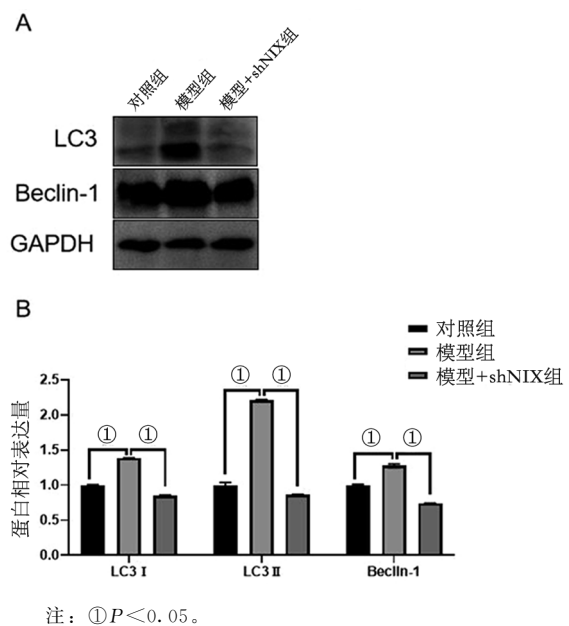 A
对照组
模型组
模型+shNIX组
LC3
Beclin-1
GAPDH
B
对照组
模型组
模型+shNIX组
蛋白相对表达量
2.5
2.0
1.5
1.0
0.5
0.0
① ① ① ① ① ①
LC3 Ⅰ LC3 Ⅱ Beclin-1
注：①P＜0.05。